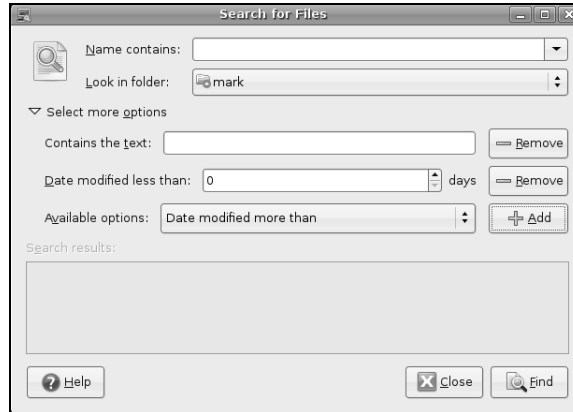 Search for Files
Name contains:
Look in folder: mark
Select more options
Contains the text: Remove
Date modified less than: 0 days Remove
Available options: Date modified more than Add
Search results:
Help Close Find